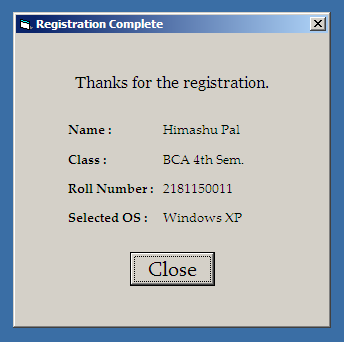 Registration Complete
Thanks for the registration.
Name : Himashu Pal
Class : BCA 4th Sem.
Roll Number : 2181150011
Selected OS : Windows XP
Close